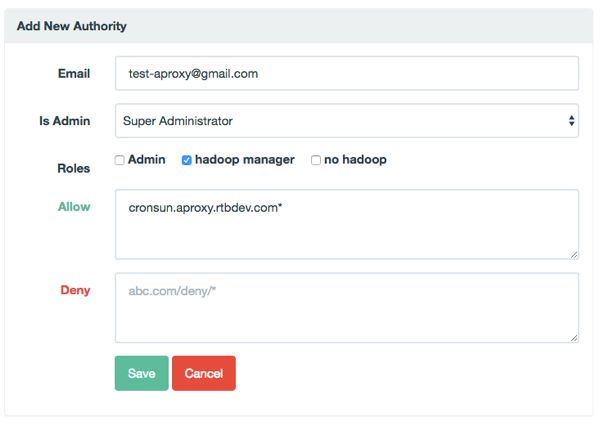 Add New Authority
Email test-aproxy@gmail.com
Is Admin Super Administrator
Roles Admin hadoop manager no hadoop
Allow cronsun.aproxy.rtbdev.com*
Deny abc.com/deny/*
Save Cancel